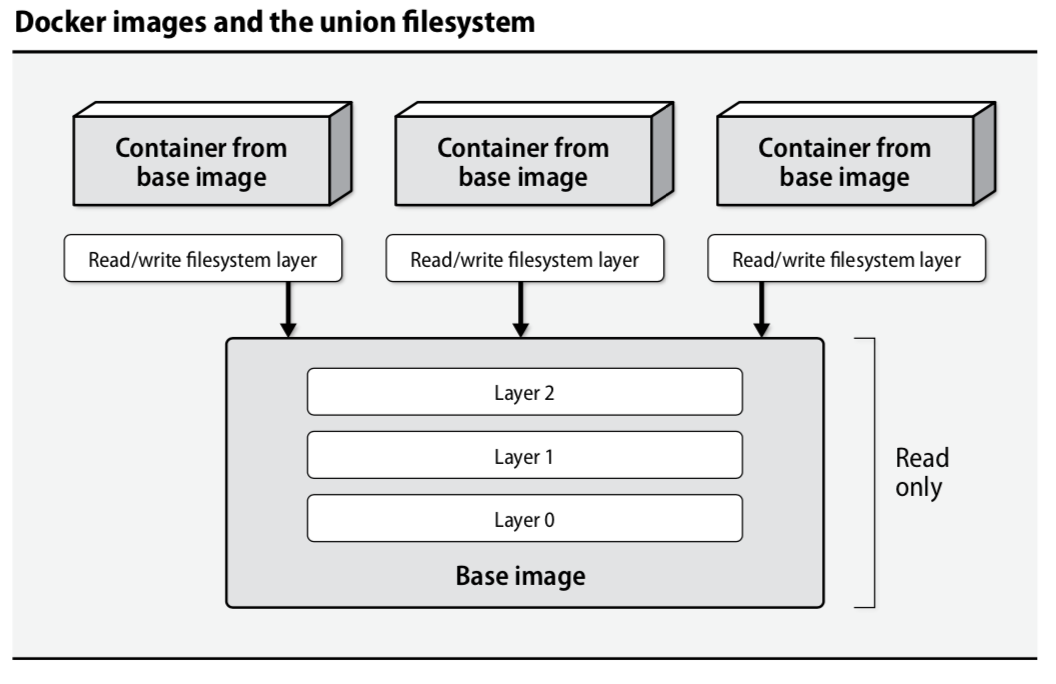 Docker images and the union filesystem
Container from
base image
Container from
base image
Container from
base image
Read/write filesystem layer
Read/write filesystem layer
Read/write filesystem layer
Layer 2
Layer 1
Layer 0
Base image
Read
only